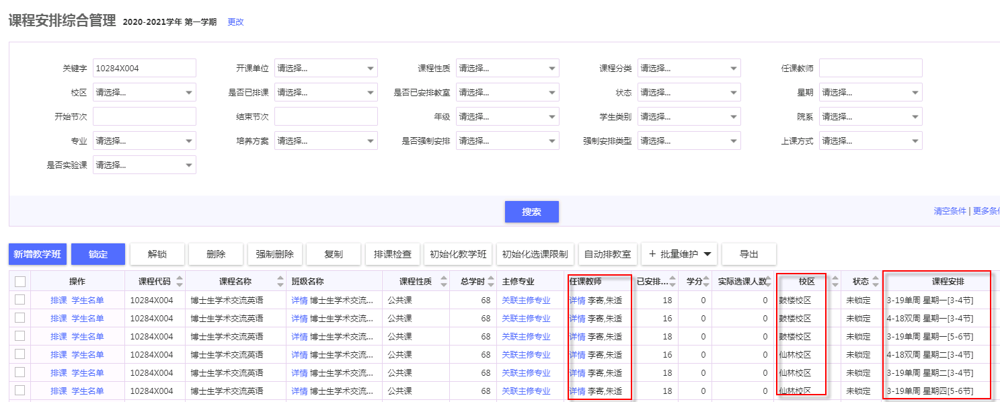 课程安排综合管理 2020-2021学年 第一学期 更改
关键字 10284X004 开课单位 请选择... 课程性质 请选择... 课程分类 请选择... 任课教师
校区 请选择... 是否已排课 请选择... 是否已安排教室 请选择... 状态 请选择... 星期 请选择...
开始节次 结束节次 年级 请选择... 学生类别 请选择... 院系 请选择...
专业 请选择... 培养方案 请选择... 是否强制安排 请选择... 强制安排类型 请选择... 上课方式 请选择...
是否实验课 请选择...
搜索 清空条件 | 更多条
新增教学班 锁定 解锁 删除 强制删除 复制 排课检查 初始化教学班 初始化选课限制 自动排教室 + 批量维护 导出
操作 课程代码 课程名称 班级名称 课程性质 总学时 主修专业 任课教师 已安排... 学分 实际选课人数 校区 状态 课程安排
排课 学生名单 10284X004 博士生学术交流英语 详情 博士生学术交流... 公共课 68 关联主修专业 详情 李寄,朱适 18 0 0 鼓楼校区 未锁定 3-19单周 星期一[3-4节]
排课 学生名单 10284X004 博士生学术交流英语 详情 博士生学术交流... 公共课 68 关联主修专业 详情 李寄,朱适 16 0 0 鼓楼校区 未锁定 4-18双周 星期一[3-4节]
排课 学生名单 10284X004 博士生学术交流英语 详情 博士生学术交流... 公共课 68 关联主修专业 详情 李寄,朱适 18 0 0 鼓楼校区 未锁定 3-19单周 星期一[5-6节]
排课 学生名单 10284X004 博士生学术交流英语 详情 博士生学术交流... 公共课 68 关联主修专业 详情 李寄,朱适 16 0 0 仙林校区 未锁定 4-18双周 星期二[3-4节]
排课 学生名单 10284X004 博士生学术交流英语 详情 博士生学术交流... 公共课 68 关联主修专业 详情 李寄,朱适 18 0 0 仙林校区 未锁定 3-19单周 星期二[3-4节]
排课 学生名单 10284X004 博士生学术交流英语 详情 博士生学术交流... 公共课 68 关联主修专业 详情 李寄,朱适 18 0 0 仙林校区 未锁定 3-19单周 星期四[5-6节]